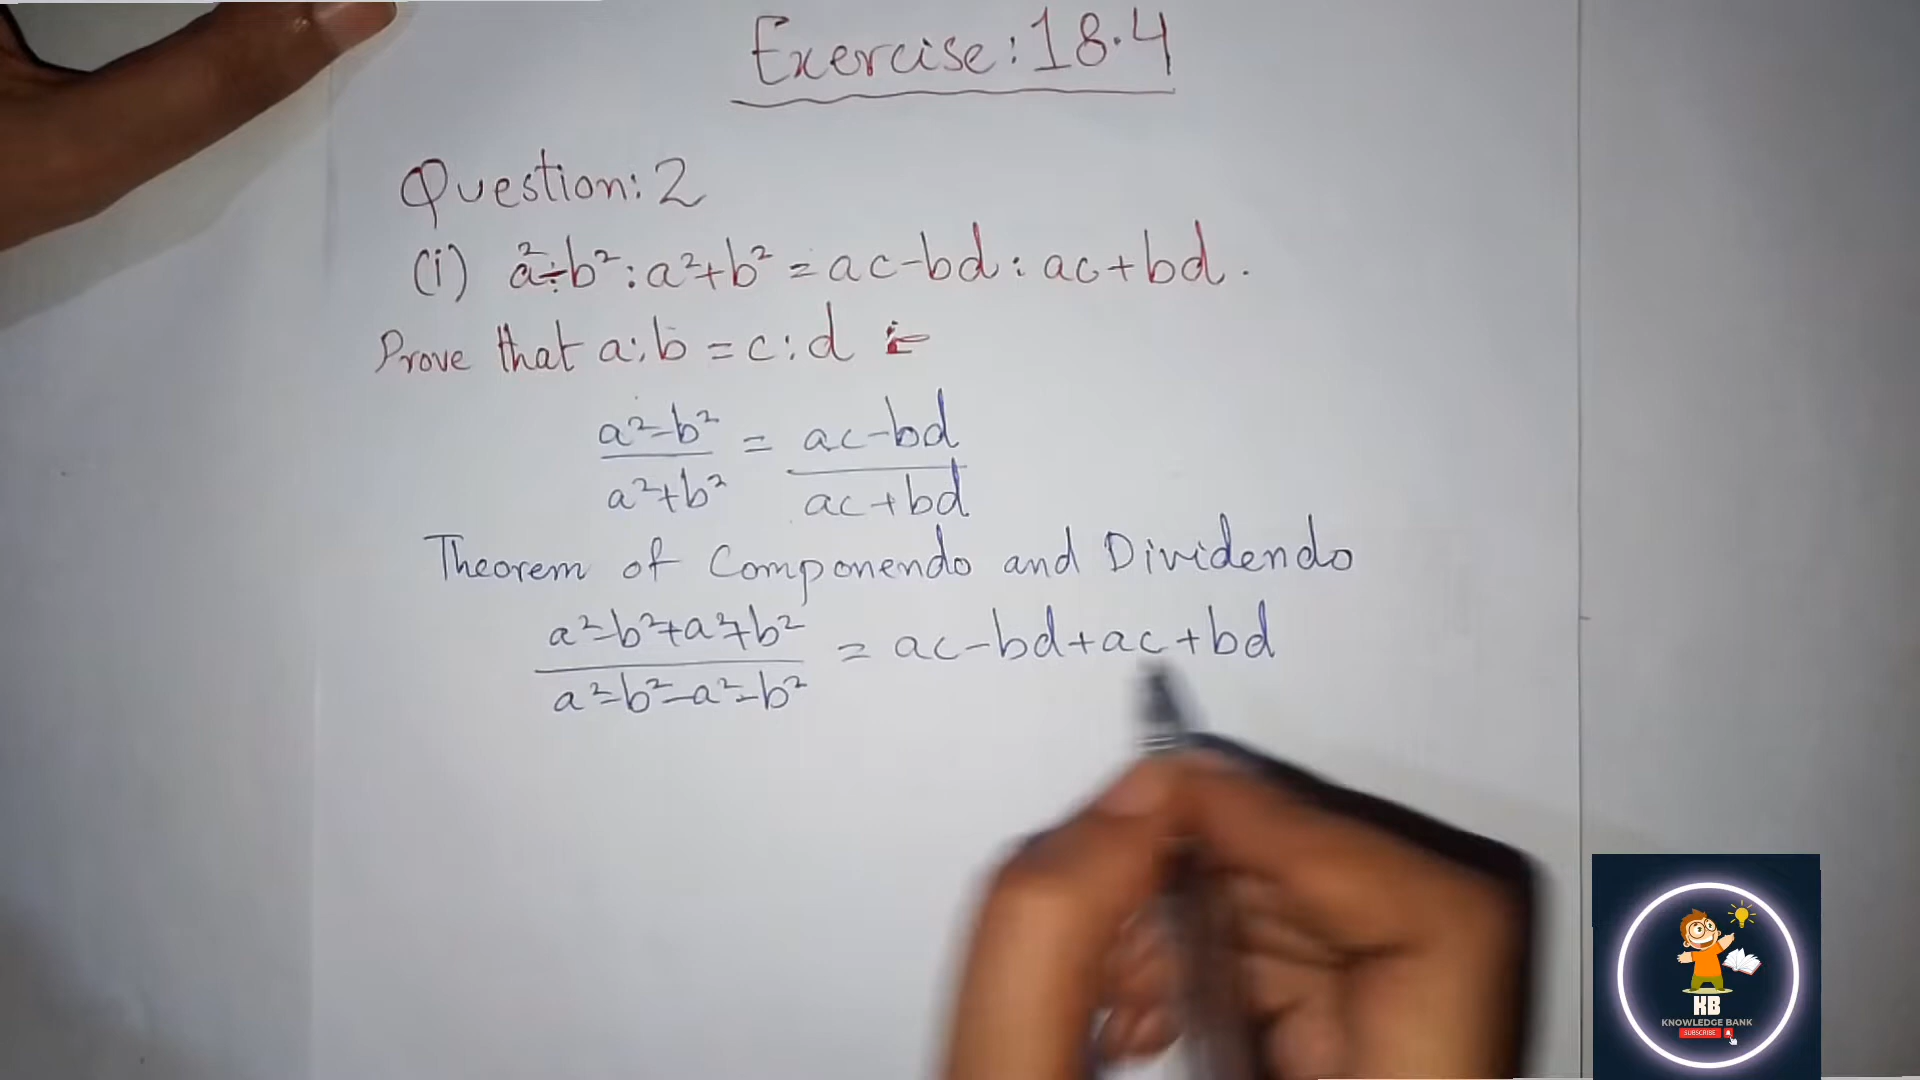 Exercise: 18.4
Question: 2
(i) a²-b² : a²+b² = ac-bd : ac+bd.
Prove that a:b = c:d
a²-b² / a²+b² = ac-bd / ac+bd
Theorem of Componendo and Dividendo
a²-b²+a²+b² / a²-b²-a²-b² = ac-bd+ac+bd
KB
KNOWLEDGE BANK
SUBSCRIBE